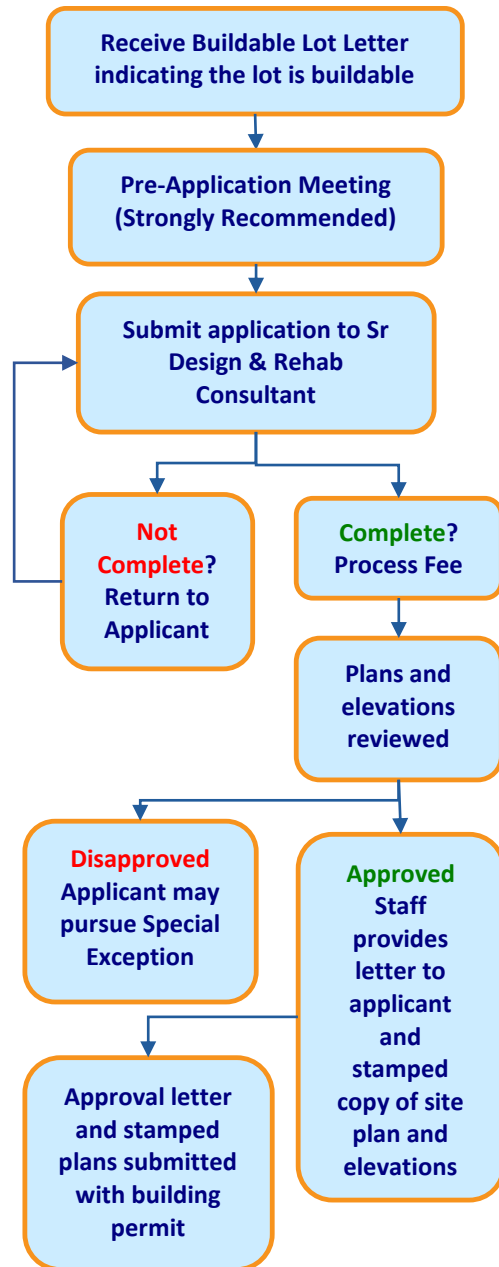 Receive Buildable Lot Letter
indicating the lot is buildable
Pre-Application Meeting
(Strongly Recommended)
Submit application to Sr
Design & Rehab
Consultant
Not
Complete?
Return to
Applicant
Complete?
Process Fee
Plans and
elevations
reviewed
Disapproved
Applicant may
pursue Special
Exception
Approved
Staff
provides
letter to
applicant
and
stamped
copy of site
plan and
elevations
Approval letter
and stamped
plans submitted
with building
permit